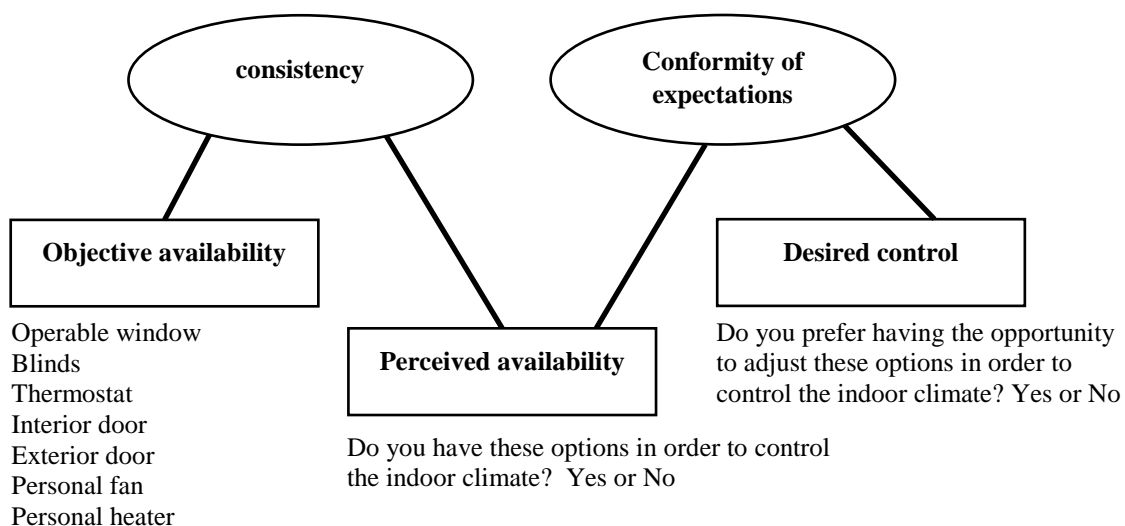 consistency
Conformity of
expectations
Objective availability
Operable window
Blinds
Thermostat
Interior door
Exterior door
Personal fan
Personal heater
Perceived availability
Do you have these options in order to control
the indoor climate?  Yes or No
Desired control
Do you prefer having the opportunity
to adjust these options in order to
control the indoor climate? Yes or No